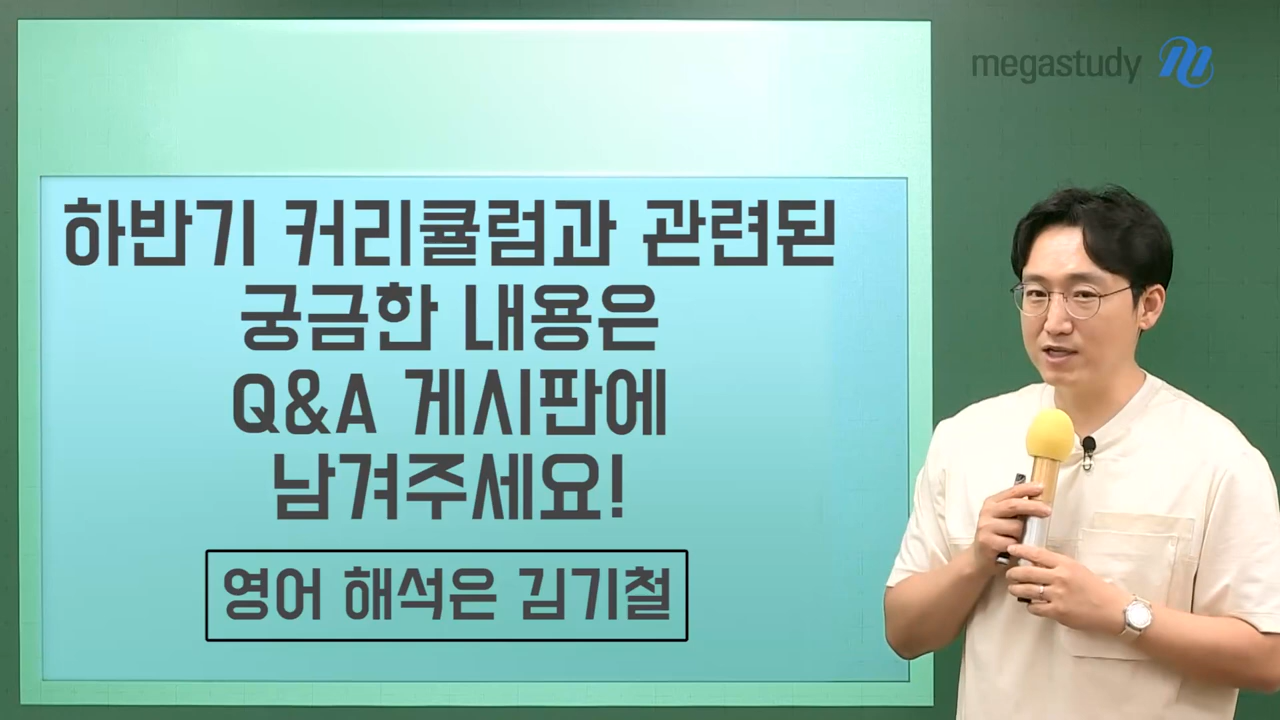 megastudy
하반기 커리큘럼과 관련된
궁금한 내용은
Q&A 게시판에
남겨주세요!
영어 해석은 김기철